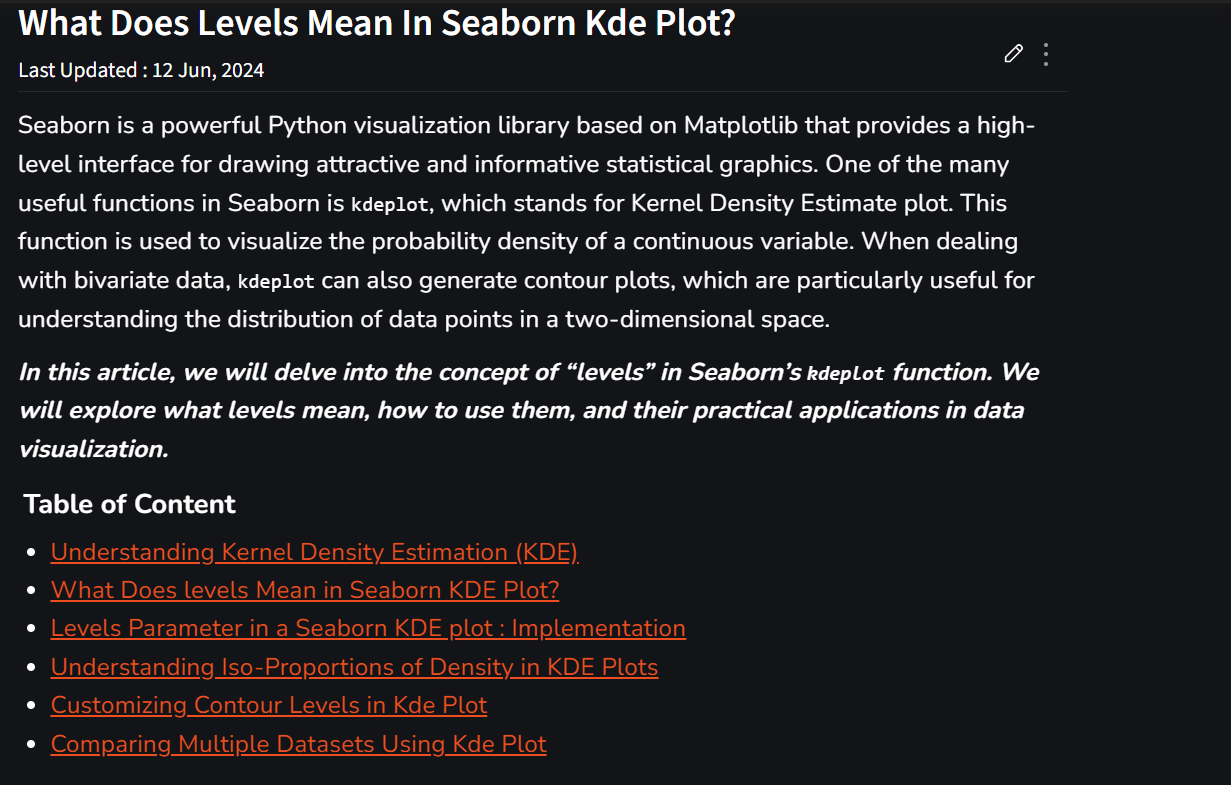 What Does Levels Mean In Seaborn Kde Plot?
Last Updated : 12 Jun, 2024
Seaborn is a powerful Python visualization library based on Matplotlib that provides a high-
level interface for drawing attractive and informative statistical graphics. One of the many
useful functions in Seaborn is kdeplot, which stands for Kernel Density Estimate plot. This
function is used to visualize the probability density of a continuous variable. When dealing
with bivariate data, kdeplot can also generate contour plots, which are particularly useful for
understanding the distribution of data points in a two-dimensional space.
In this article, we will delve into the concept of “levels” in Seaborn’s kdeplot function. We
will explore what levels mean, how to use them, and their practical applications in data
visualization.
Table of Content
• Understanding Kernel Density Estimation (KDE)
• What Does levels Mean in Seaborn KDE Plot?
• Levels Parameter in a Seaborn KDE plot : Implementation
• Understanding Iso-Proportions of Density in KDE Plots
• Customizing Contour Levels in Kde Plot
• Comparing Multiple Datasets Using Kde Plot